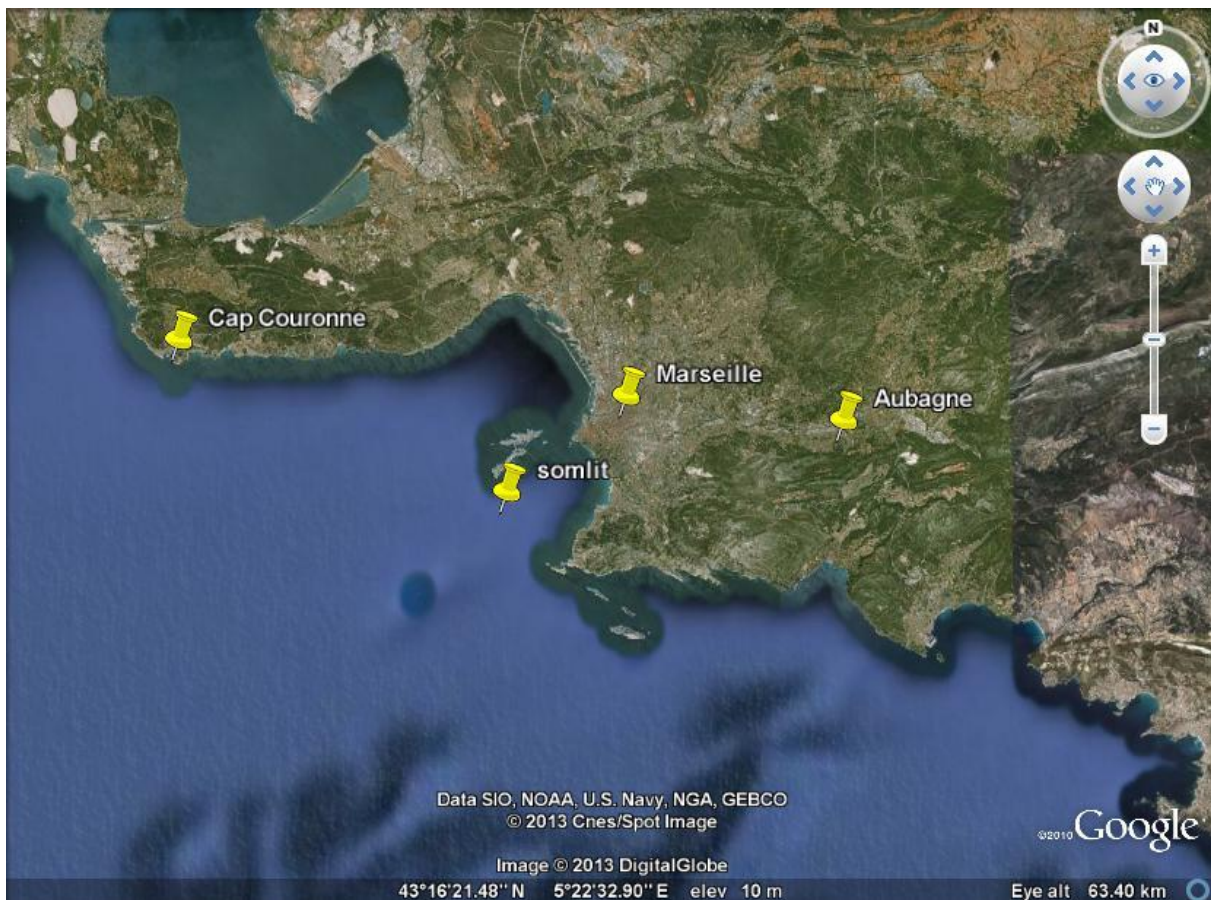 N
Cap Couronne
Marseille
Aubagne
somlit
Data SIO, NOAA, U.S. Navy, NGA, GEBCO
© 2013 Cnes/Spot Image
©2010 Google
Image © 2013 DigitalGlobe
43°16'21.48" N 5°22'32.90" E elev 10 m Eye alt 63.40 km